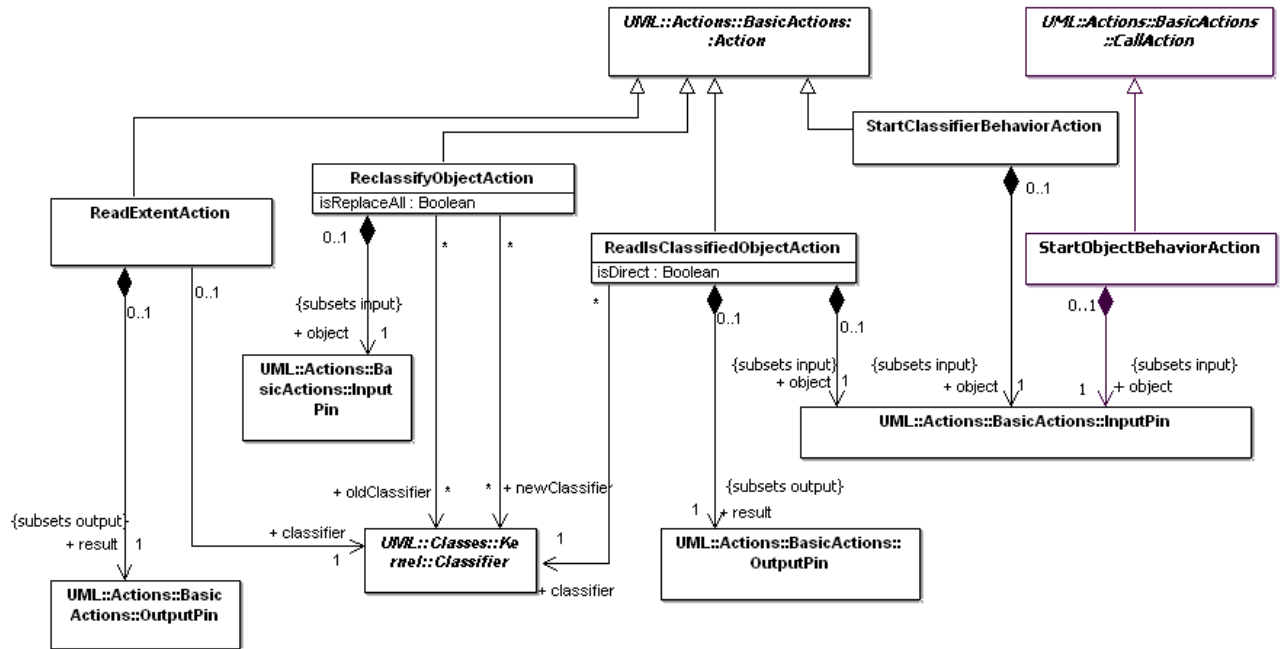 UML::Actions::BasicActions:
:Action
UML::Actions::BasicActions
::CallAction
StartClassifierBehaviorAction
0..1
ReclassifyObjectAction
isReplaceAll : Boolean
0..1
*
*
ReadExtentAction
0..1
0..1
ReadIsClassifiedObjectAction
isDirect : Boolean
*
0..1
0..1
StartObjectBehaviorAction
0..1
{subsets input}
+ object
1
UML::Actions::Ba
sicActions::Input
Pin
{subsets input}
+ object
1
{subsets input}
+ object
1
{subsets input}
1
+ object
UML::Actions::BasicActions::InputPin
+ oldClassifier
*
*
+ newClassifier
{subsets output}
1
+ result
{subsets output}
+ result
1
+ classifier
1
UML::Classes::Ke
rnel::Classifier
1
+ classifier
UML::Actions::BasicActions::
OutputPin
UML::Actions::Basic
Actions::OutputPin